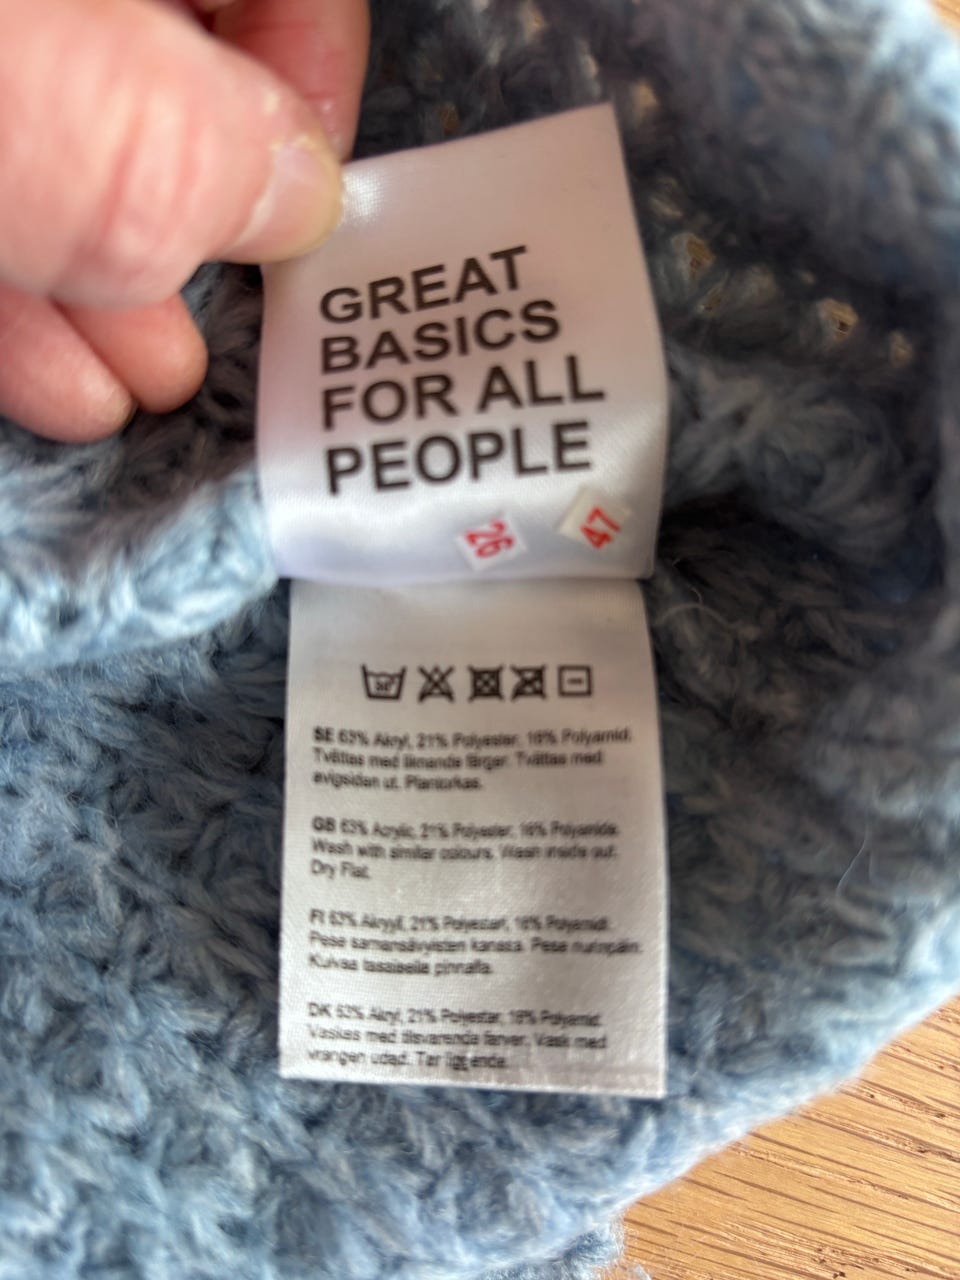 GREAT
BASICS
FOR ALL
PEOPLE
26
47
SE 63% Akryl, 21% Polyester, 16% Polyamid.
Tvättas med liknande färger. Tvättas med
avigsidan ut. Plantorkas.
GB 63% Acrylic, 21% Polyester, 16% Polyamide.
Wash with similar colours. Wash inside out.
Dry Flat.
FI 63% Akryyli, 21% Polyesteri, 16% Polyamidi.
Pese samansävyisten kanssa. Pese nurinpäin.
Kuivaa tasaisella pinnalla.
DK 63% Akryl, 21% Polyester, 16% Polyamid.
Vaskes med tilsvarende farver. Vask med
vrangen udad. Tør liggende.